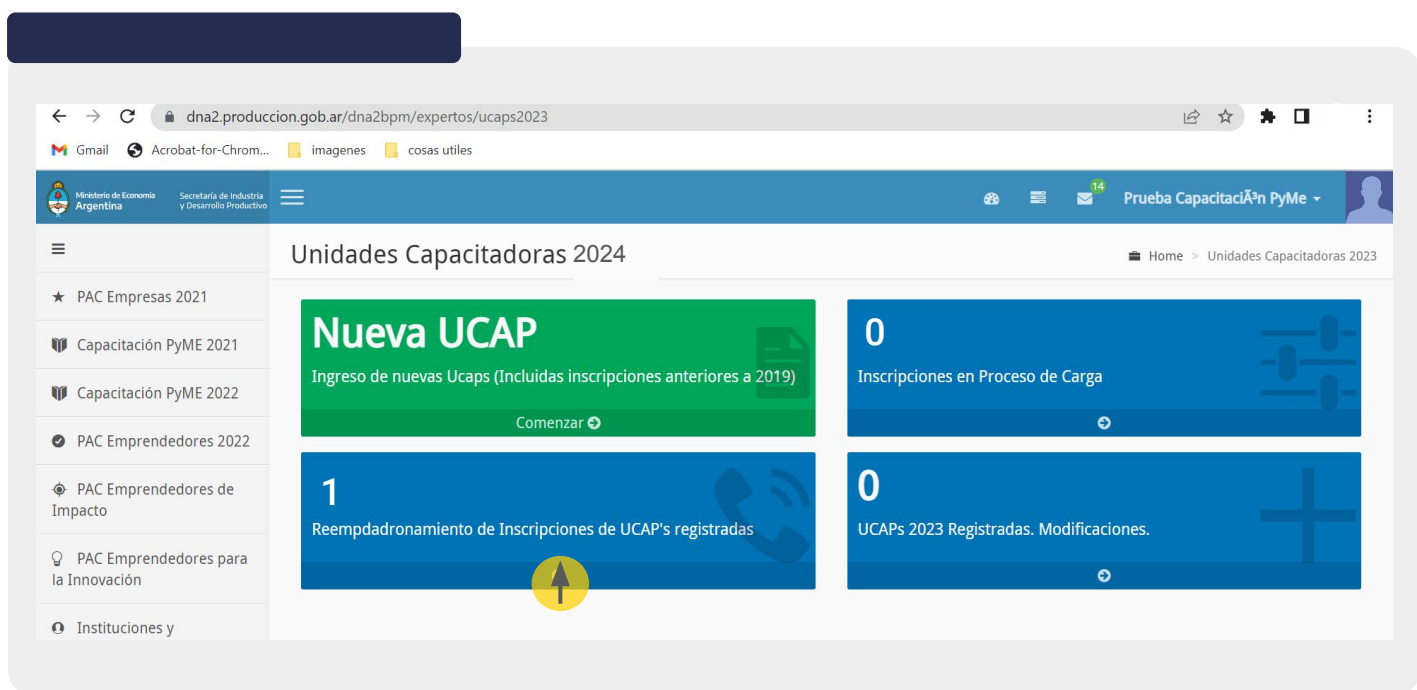 dna2.produccion.gob.ar/dna2bpm/expertos/ucaps2023
Gmail Acrobat-for-Chrom... imagenes cosas utiles
Ministerio de Economía
Argentina
Secretaría de Industria
y Desarrollo Productivo
14
Prueba CapacitaciÃ³n PyMe
Unidades Capacitadoras 2024
Home > Unidades Capacitadoras 2023
PAC Empresas 2021
Capacitación PyME 2021
Capacitación PyME 2022
PAC Emprendedores 2022
PAC Emprendedores de
Impacto
PAC Emprendedores para
la Innovación
Instituciones y
Nueva UCAP
Ingreso de nuevas Ucaps (Incluidas inscripciones anteriores a 2019)
Comenzar
0
Inscripciones en Proceso de Carga
1
Reempdadronamiento de Inscripciones de UCAP's registradas
0
UCAPs 2023 Registradas. Modificaciones.